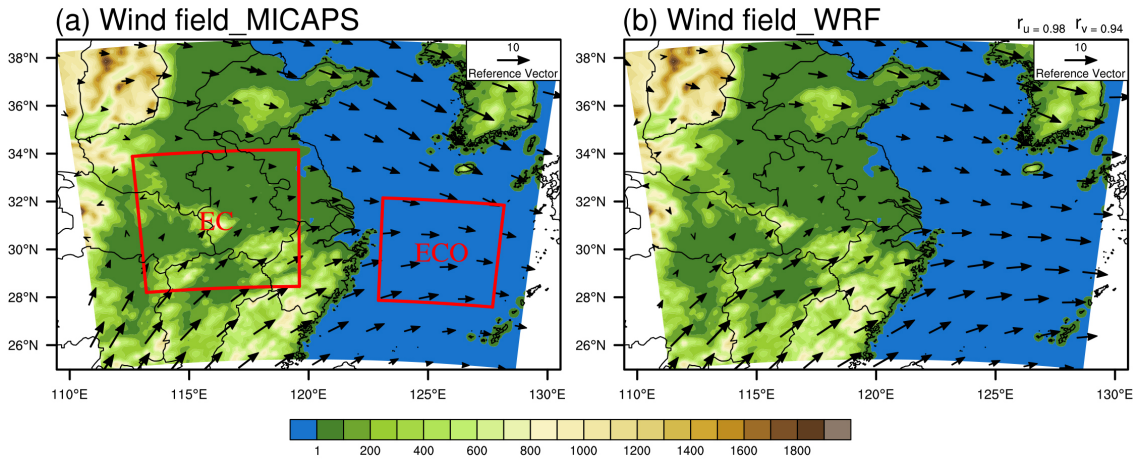 (a) Wind field_MICAPS
(b) Wind field_WRF
r_u = 0.98 r_v = 0.94
10
Reference Vector
10
Reference Vector
38°N
36°N
34°N
32°N
30°N
28°N
26°N
EC
ECO
110°E
115°E
120°E
125°E
130°E
38°N
36°N
34°N
32°N
30°N
28°N
26°N
110°E
115°E
120°E
125°E
130°E
1 200 400 600 800 1000 1200 1400 1600 1800